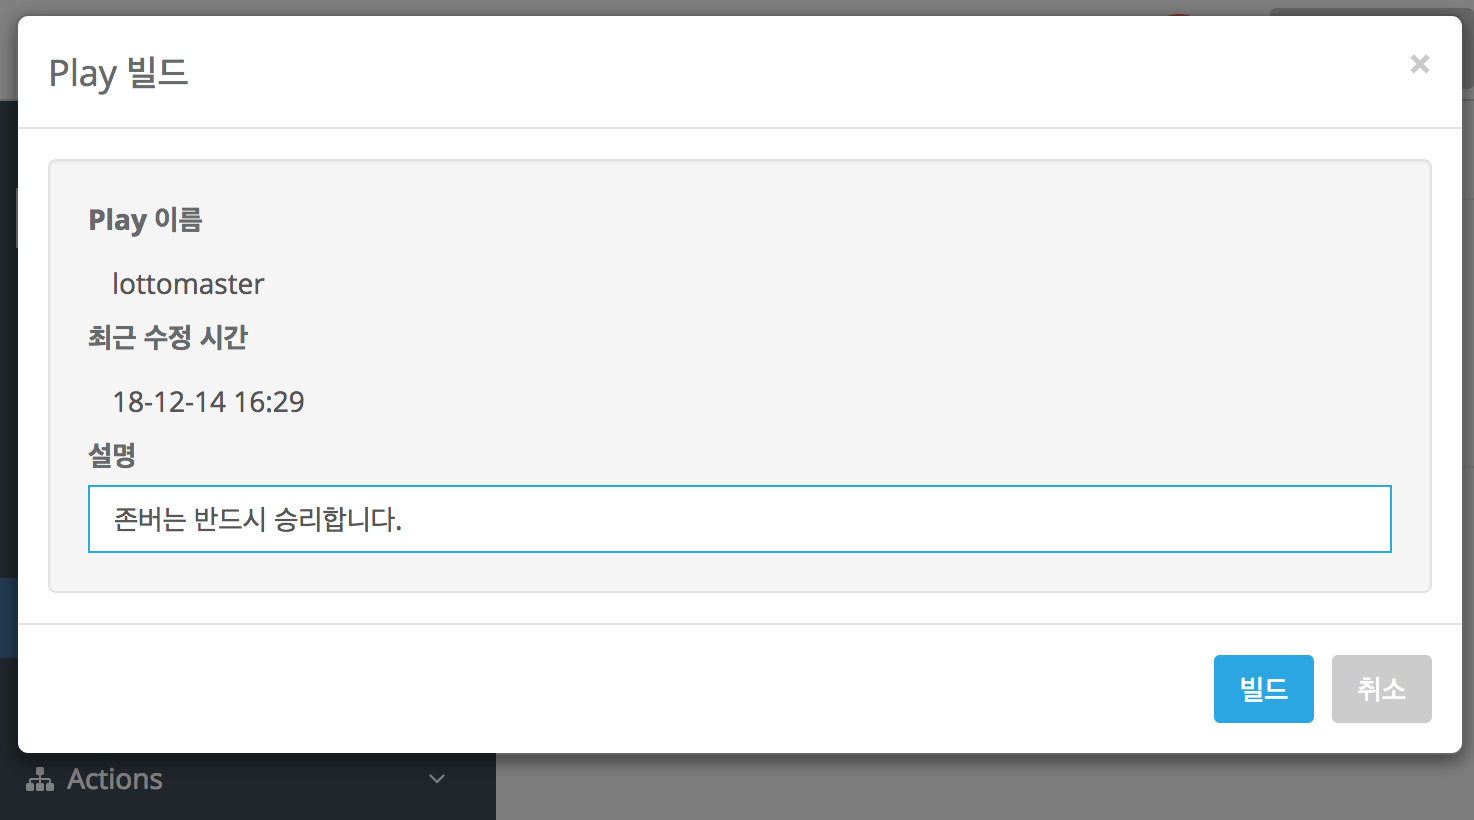 Play 빌드
×
Play 이름
lottomaster
최근 수정 시간
18-12-14 16:29
설명
존버는 반드시 승리합니다.
빌드 취소
Actions